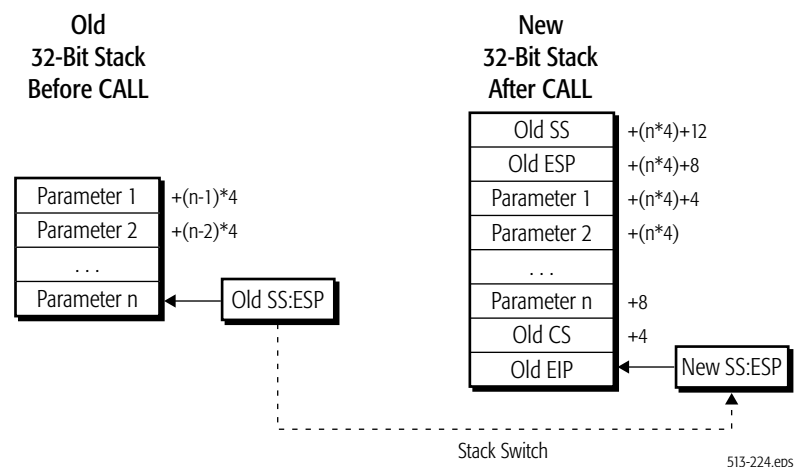 Old
32-Bit Stack
Before CALL
New
32-Bit Stack
After CALL
Old SS +(n*4)+12
Old ESP +(n*4)+8
Parameter 1 +(n-1)*4
Parameter 1 +(n*4)+4
Parameter 2 +(n-2)*4
Parameter 2 +(n*4)
. . .
. . .
Parameter n
Old SS:ESP
Parameter n +8
Old CS +4
Old EIP
New SS:ESP
Stack Switch
513-224.eps